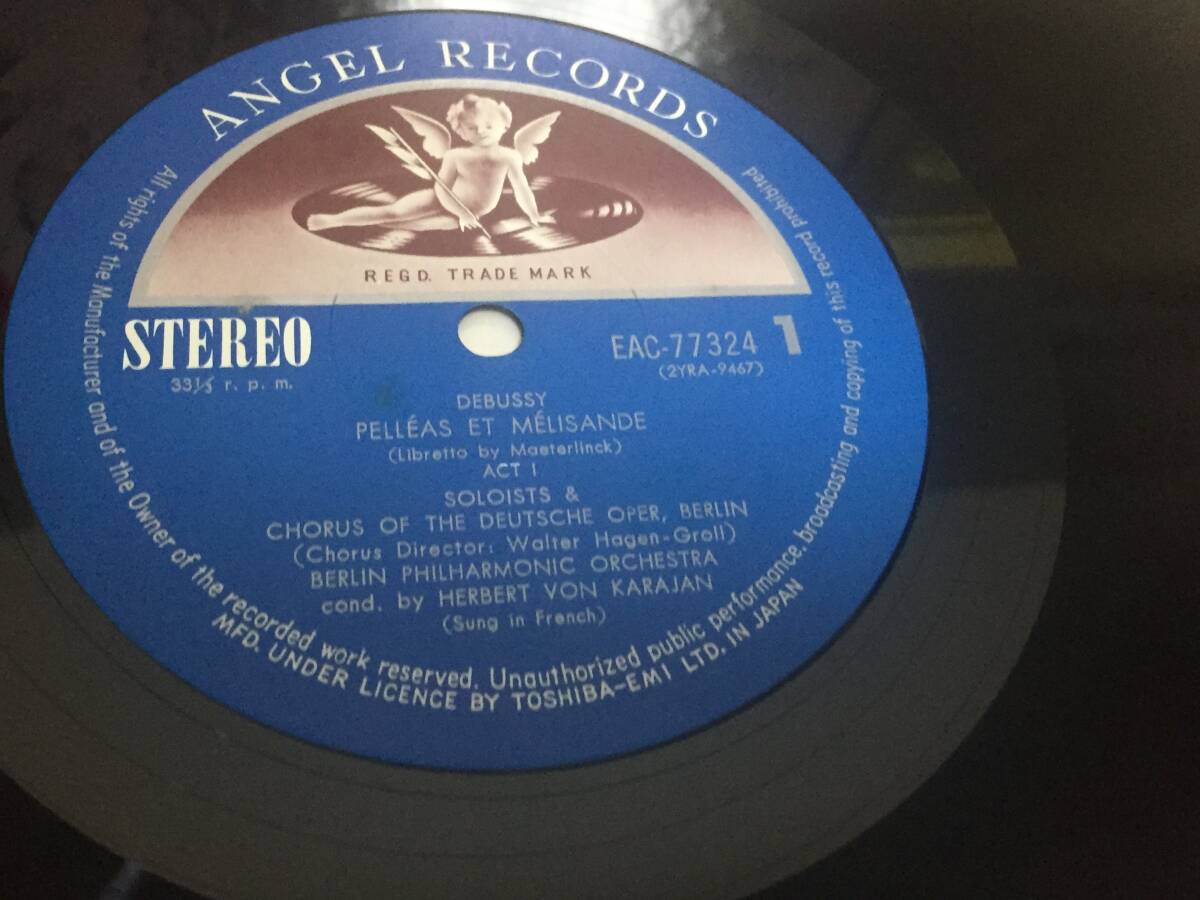 ANGEL RECORDS
REGD. TRADE MARK
STEREO
33⅓ r. p. m.
EAC-77324 1
(2YRA-9467)
DEBUSSY
PELLÉAS ET MÉLISANDE
(Libretto by Maeterlinck)
ACT I
SOLOISTS &
CHORUS OF THE DEUTSCHE OPER, BERLIN
(Chorus Director: Walter Hagen-Groll)
BERLIN PHILHARMONIC ORCHESTRA
cond. by HERBERT VON KARAJAN
(Sung in French)
All rights of the Manufacturer and of the Owner of the recorded work reserved. Unauthorized public performance. broadcasting and copying of this record prohibited
MFD. UNDER LICENCE BY TOSHIBA-EMI LTD. IN JAPAN